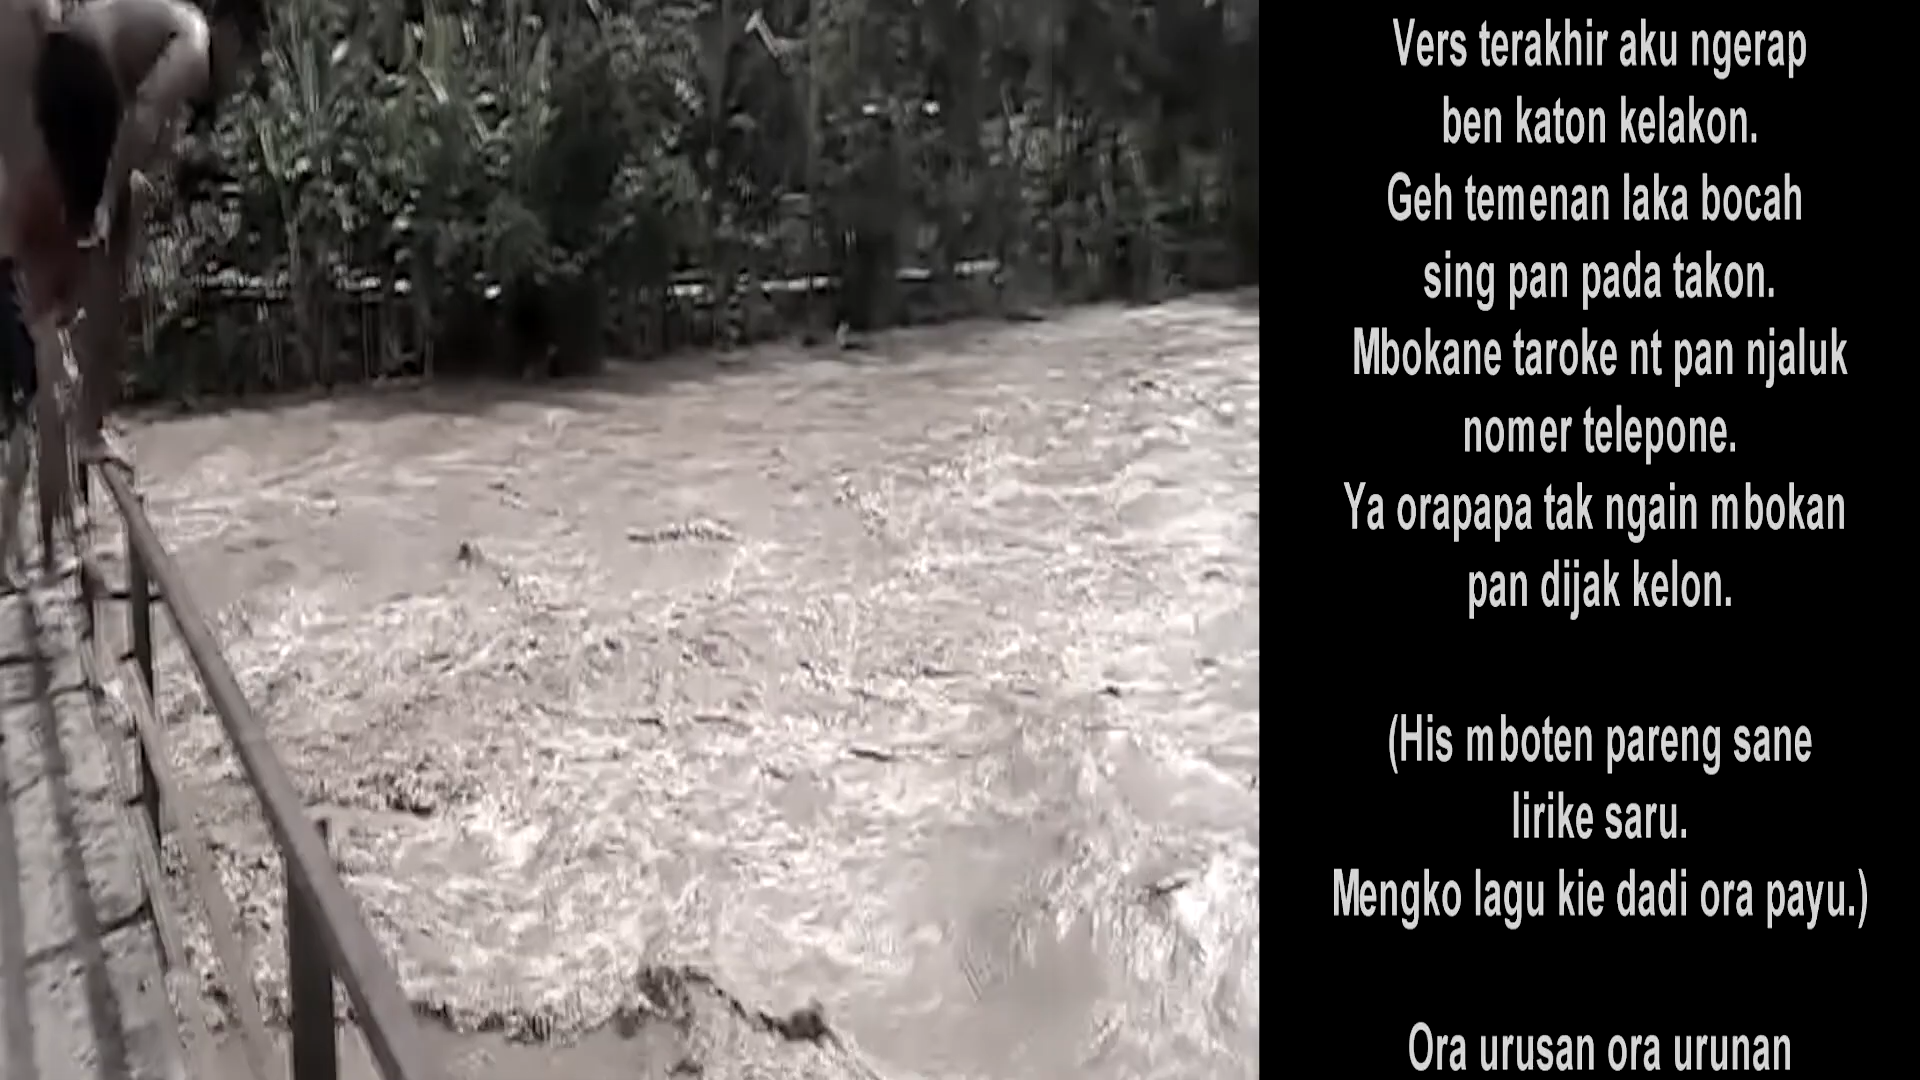 Vers terakhir aku ngerap
ben katon kelakon.
Geh temenan laka bocah
sing pan pada takon.
Mbokane taroke nt pan njaluk
nomer telepone.
Ya orapapa tak ngain mbokan
pan dijak kelon.
(His mboten pareng sane
lirike saru.
Mengko lagu kie dadi ora payu.)
Ora urusan ora urunan